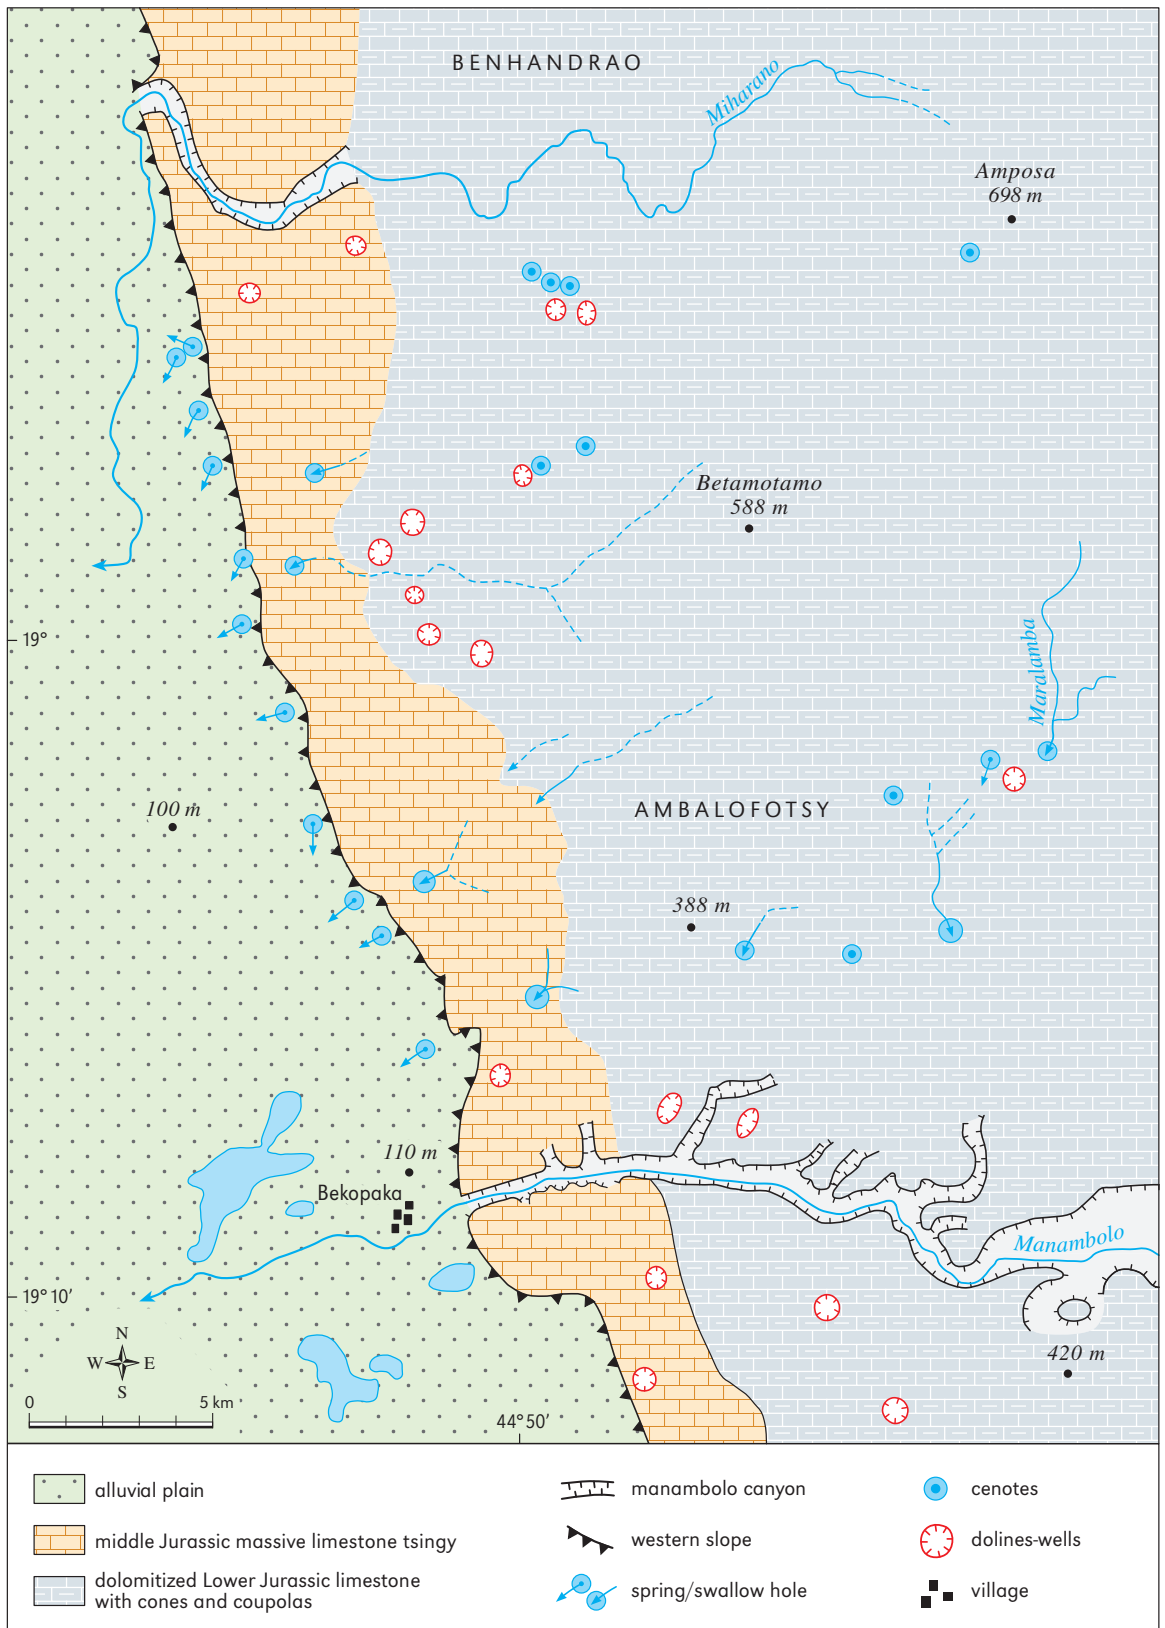 BENHANDRAO
Miharano
Amposa
698 m
Betamotamo
588 m
19°
Maralamba
100 m
AMBALOFOTSY
388 m
110 m
Bekopaka
Manambolo
19° 10′
N
W E
S
420 m
0 5 km
44° 50′
alluvial plain
middle Jurassic massive limestone tsingy
dolomitized Lower Jurassic limestone
with cones and coupolas
manambolo canyon
western slope
spring/swallow hole
cenotes
dolines-wells
village